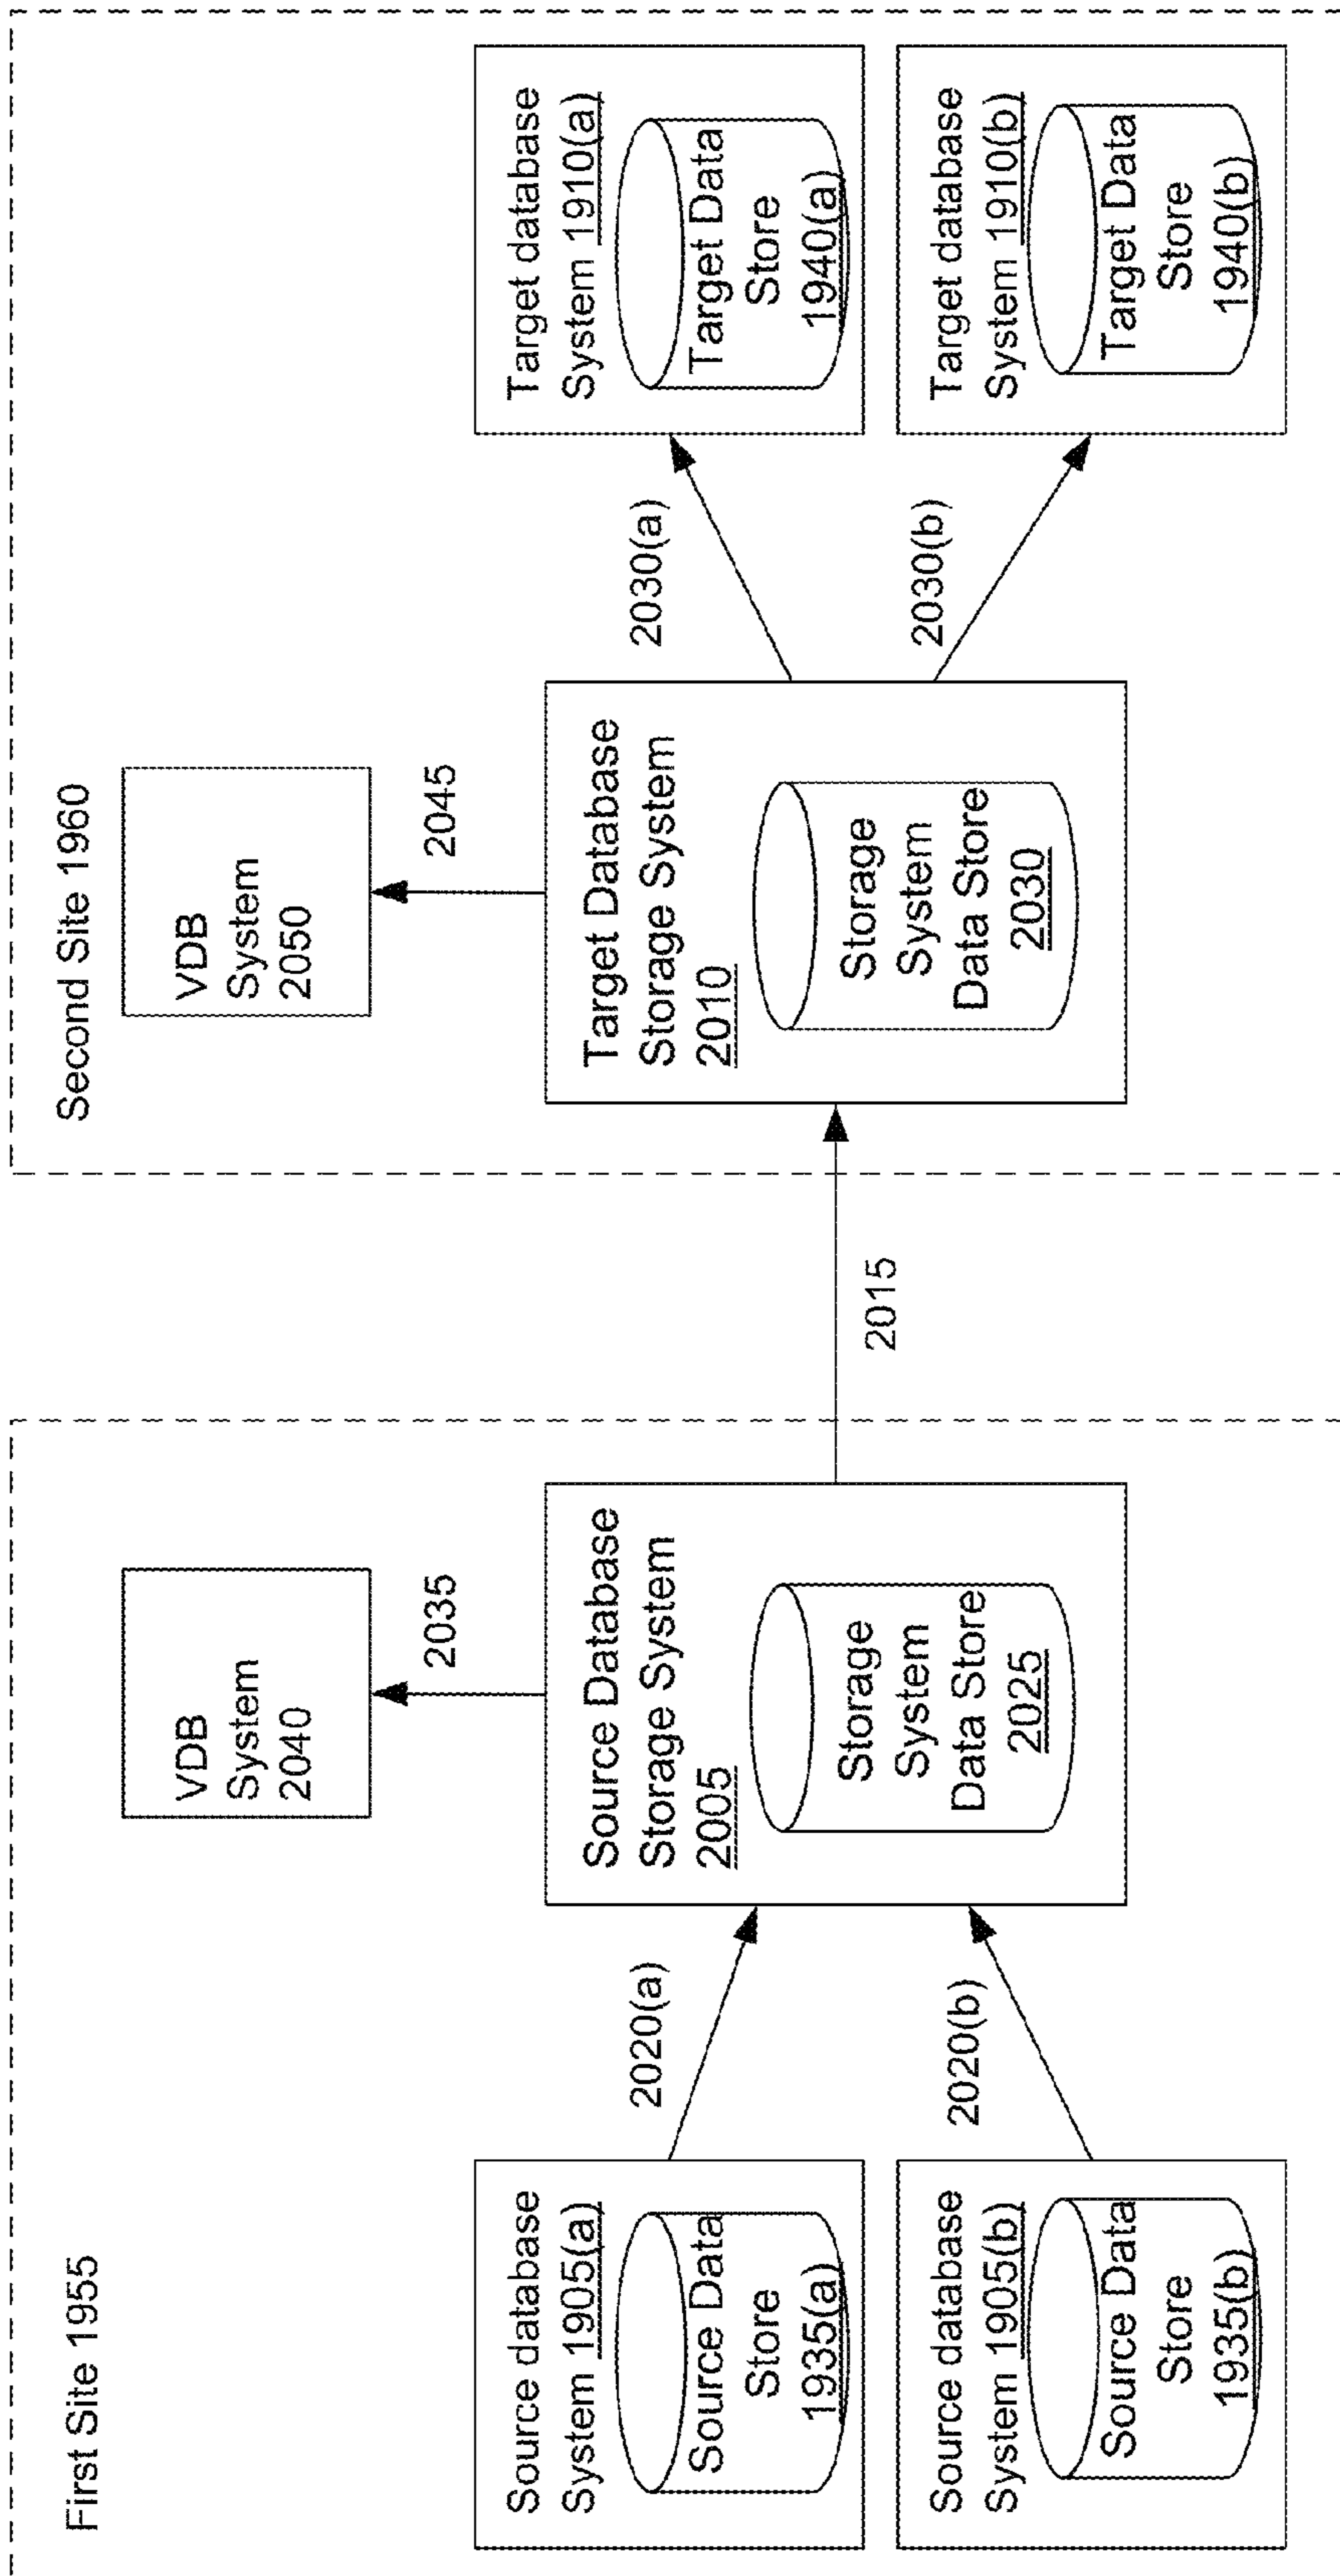 First Site 1955
Source database
System 1905(a)
Source Data
Store
1935(a)
Source database
System 1905(b)
Source Data
Store
1935(b)
2020(a)
2020(b)
VDB
System
2040
2035
Source Database
Storage System
2005
Storage
System
Data Store
2025
2015
Second Site 1960
VDB
System
2050
2045
Target Database
Storage System
2010
Storage
System
Data Store
2030
2030(a)
2030(b)
Target database
System 1910(a)
Target Data
Store
1940(a)
Target database
System 1910(b)
Target Data
Store
1940(b)